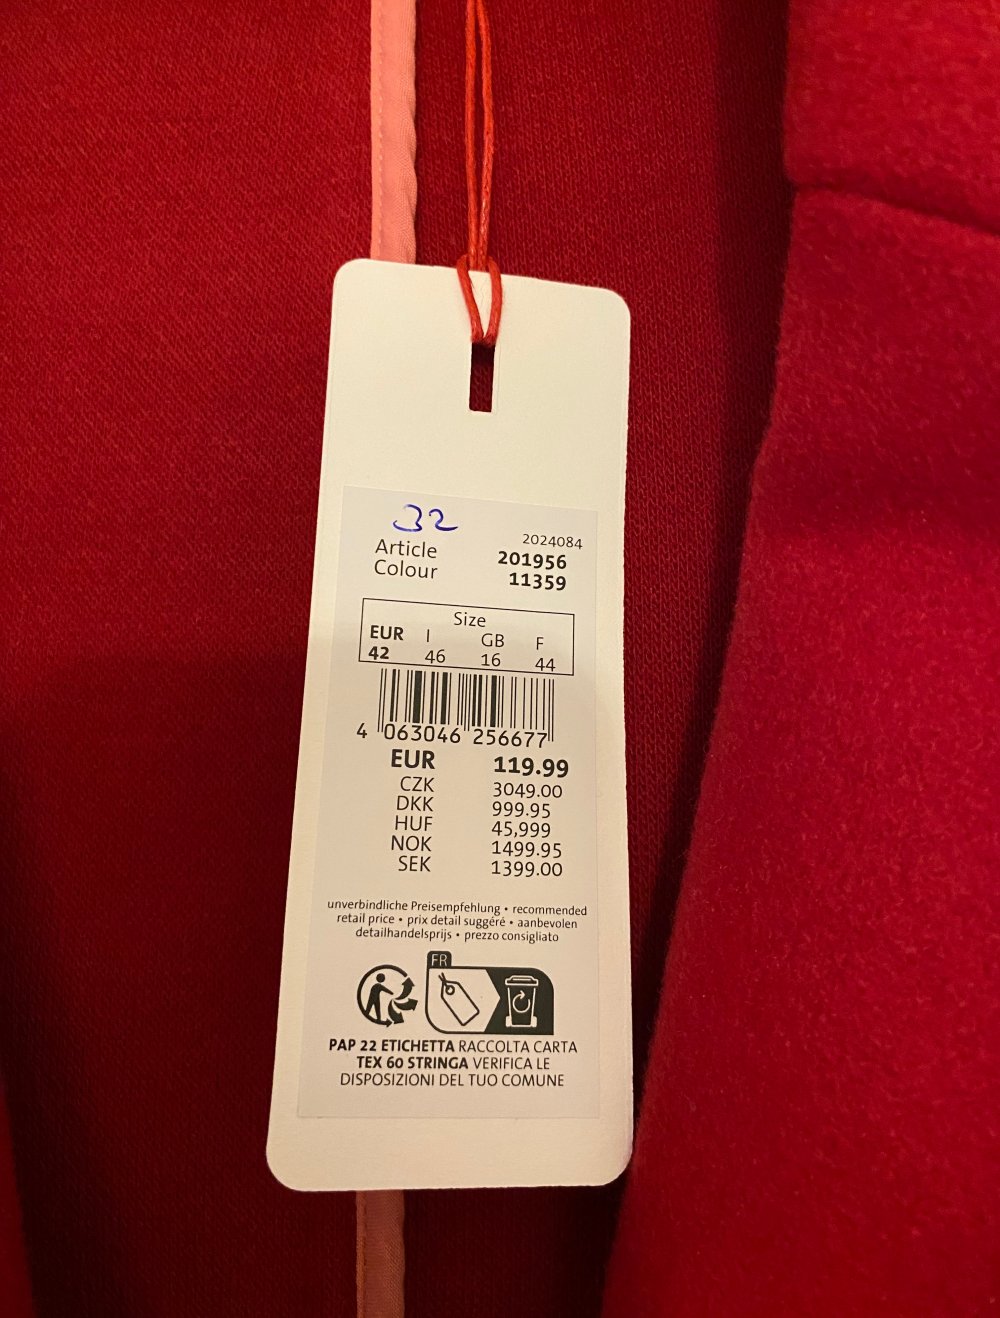 32
2024084
Article 201956
Colour 11359
Size
EUR I GB F
42 46 16 44
4 063046 256677
EUR 119.99
CZK 3049.00
DKK 999.95
HUF 45,999
NOK 1499.95
SEK 1399.00
unverbindliche Preisempfehlung • recommended
retail price • prix detail suggéré • aanbevolen
detailhandelsprijs • prezzo consigliato
FR
PAP 22 ETICHETTA RACCOLTA CARTA
TEX 60 STRINGA VERIFICA LE
DISPOSIZIONI DEL TUO COMUNE